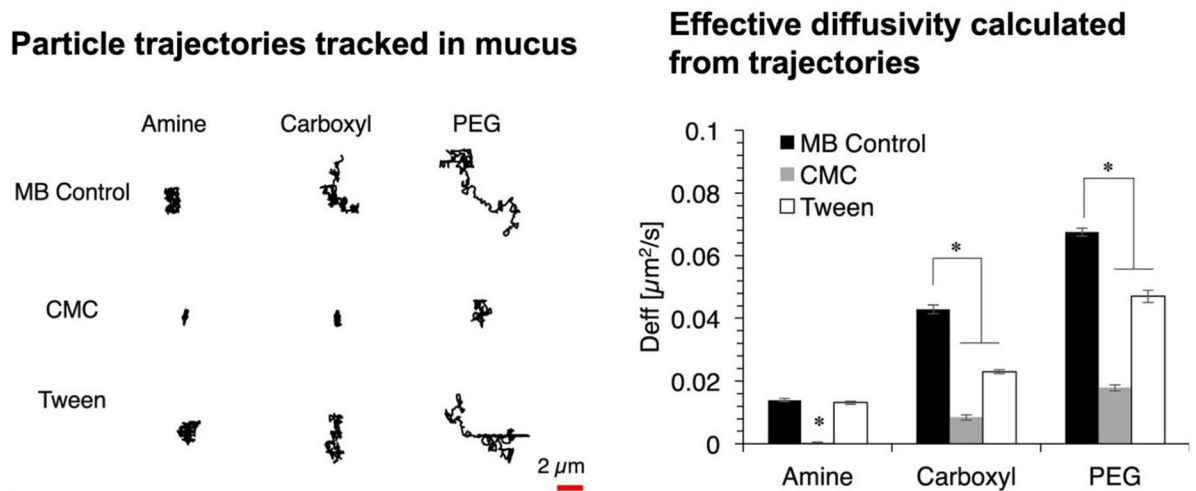 Particle trajectories tracked in mucus
Amine Carboxyl PEG
MB Control
CMC
Tween
2 µm
Effective diffusivity calculated
from trajectories
Deff [µm²/s]
0.1
0.08
0.06
0.04
0.02
0
MB Control
CMC
Tween
*
*
*
Amine Carboxyl PEG